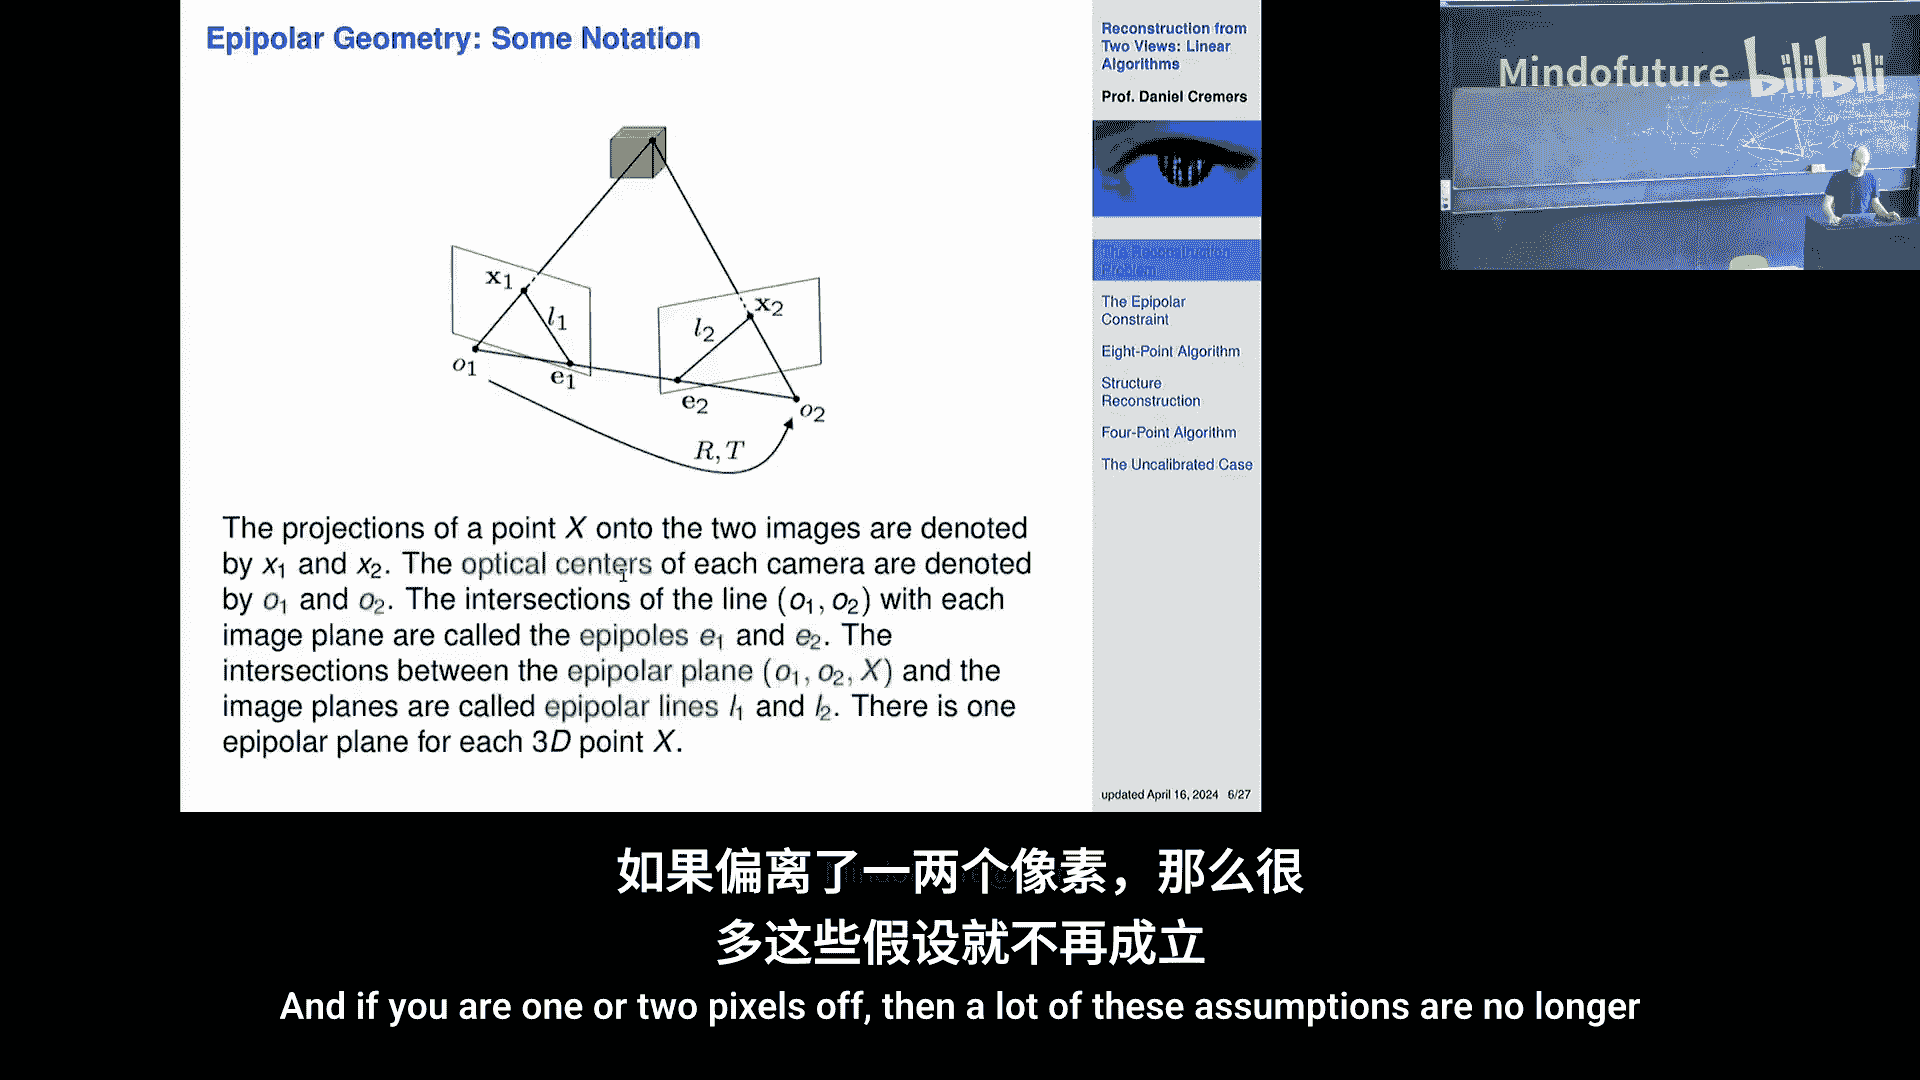 Epipolar Geometry: Some Notation
x1
l1
o1
e1
x2
l2
e2
o2
R, T
The projections of a point X onto the two images are denoted
by x1 and x2. The optical centers of each camera are denoted
by o1 and o2. The intersections of the line (o1, o2) with each
image plane are called the epipoles e1 and e2. The
intersections between the epipolar plane (o1, o2, X) and the
image planes are called epipolar lines l1 and l2. There is one
epipolar plane for each 3D point X.
Reconstruction from
Two Views: Linear
Algorithms
Prof. Daniel Cremers
The Reconstruction
Problem
The Epipolar
Constraint
Eight-Point Algorithm
Structure
Reconstruction
Four-Point Algorithm
The Uncalibrated Case
updated April 16, 2024 6/27
Mindofuture bilibili
如果偏离了一两个像素，那么很
多这些假设就不再成立
And if you are one or two pixels off, then a lot of these assumptions are no longer